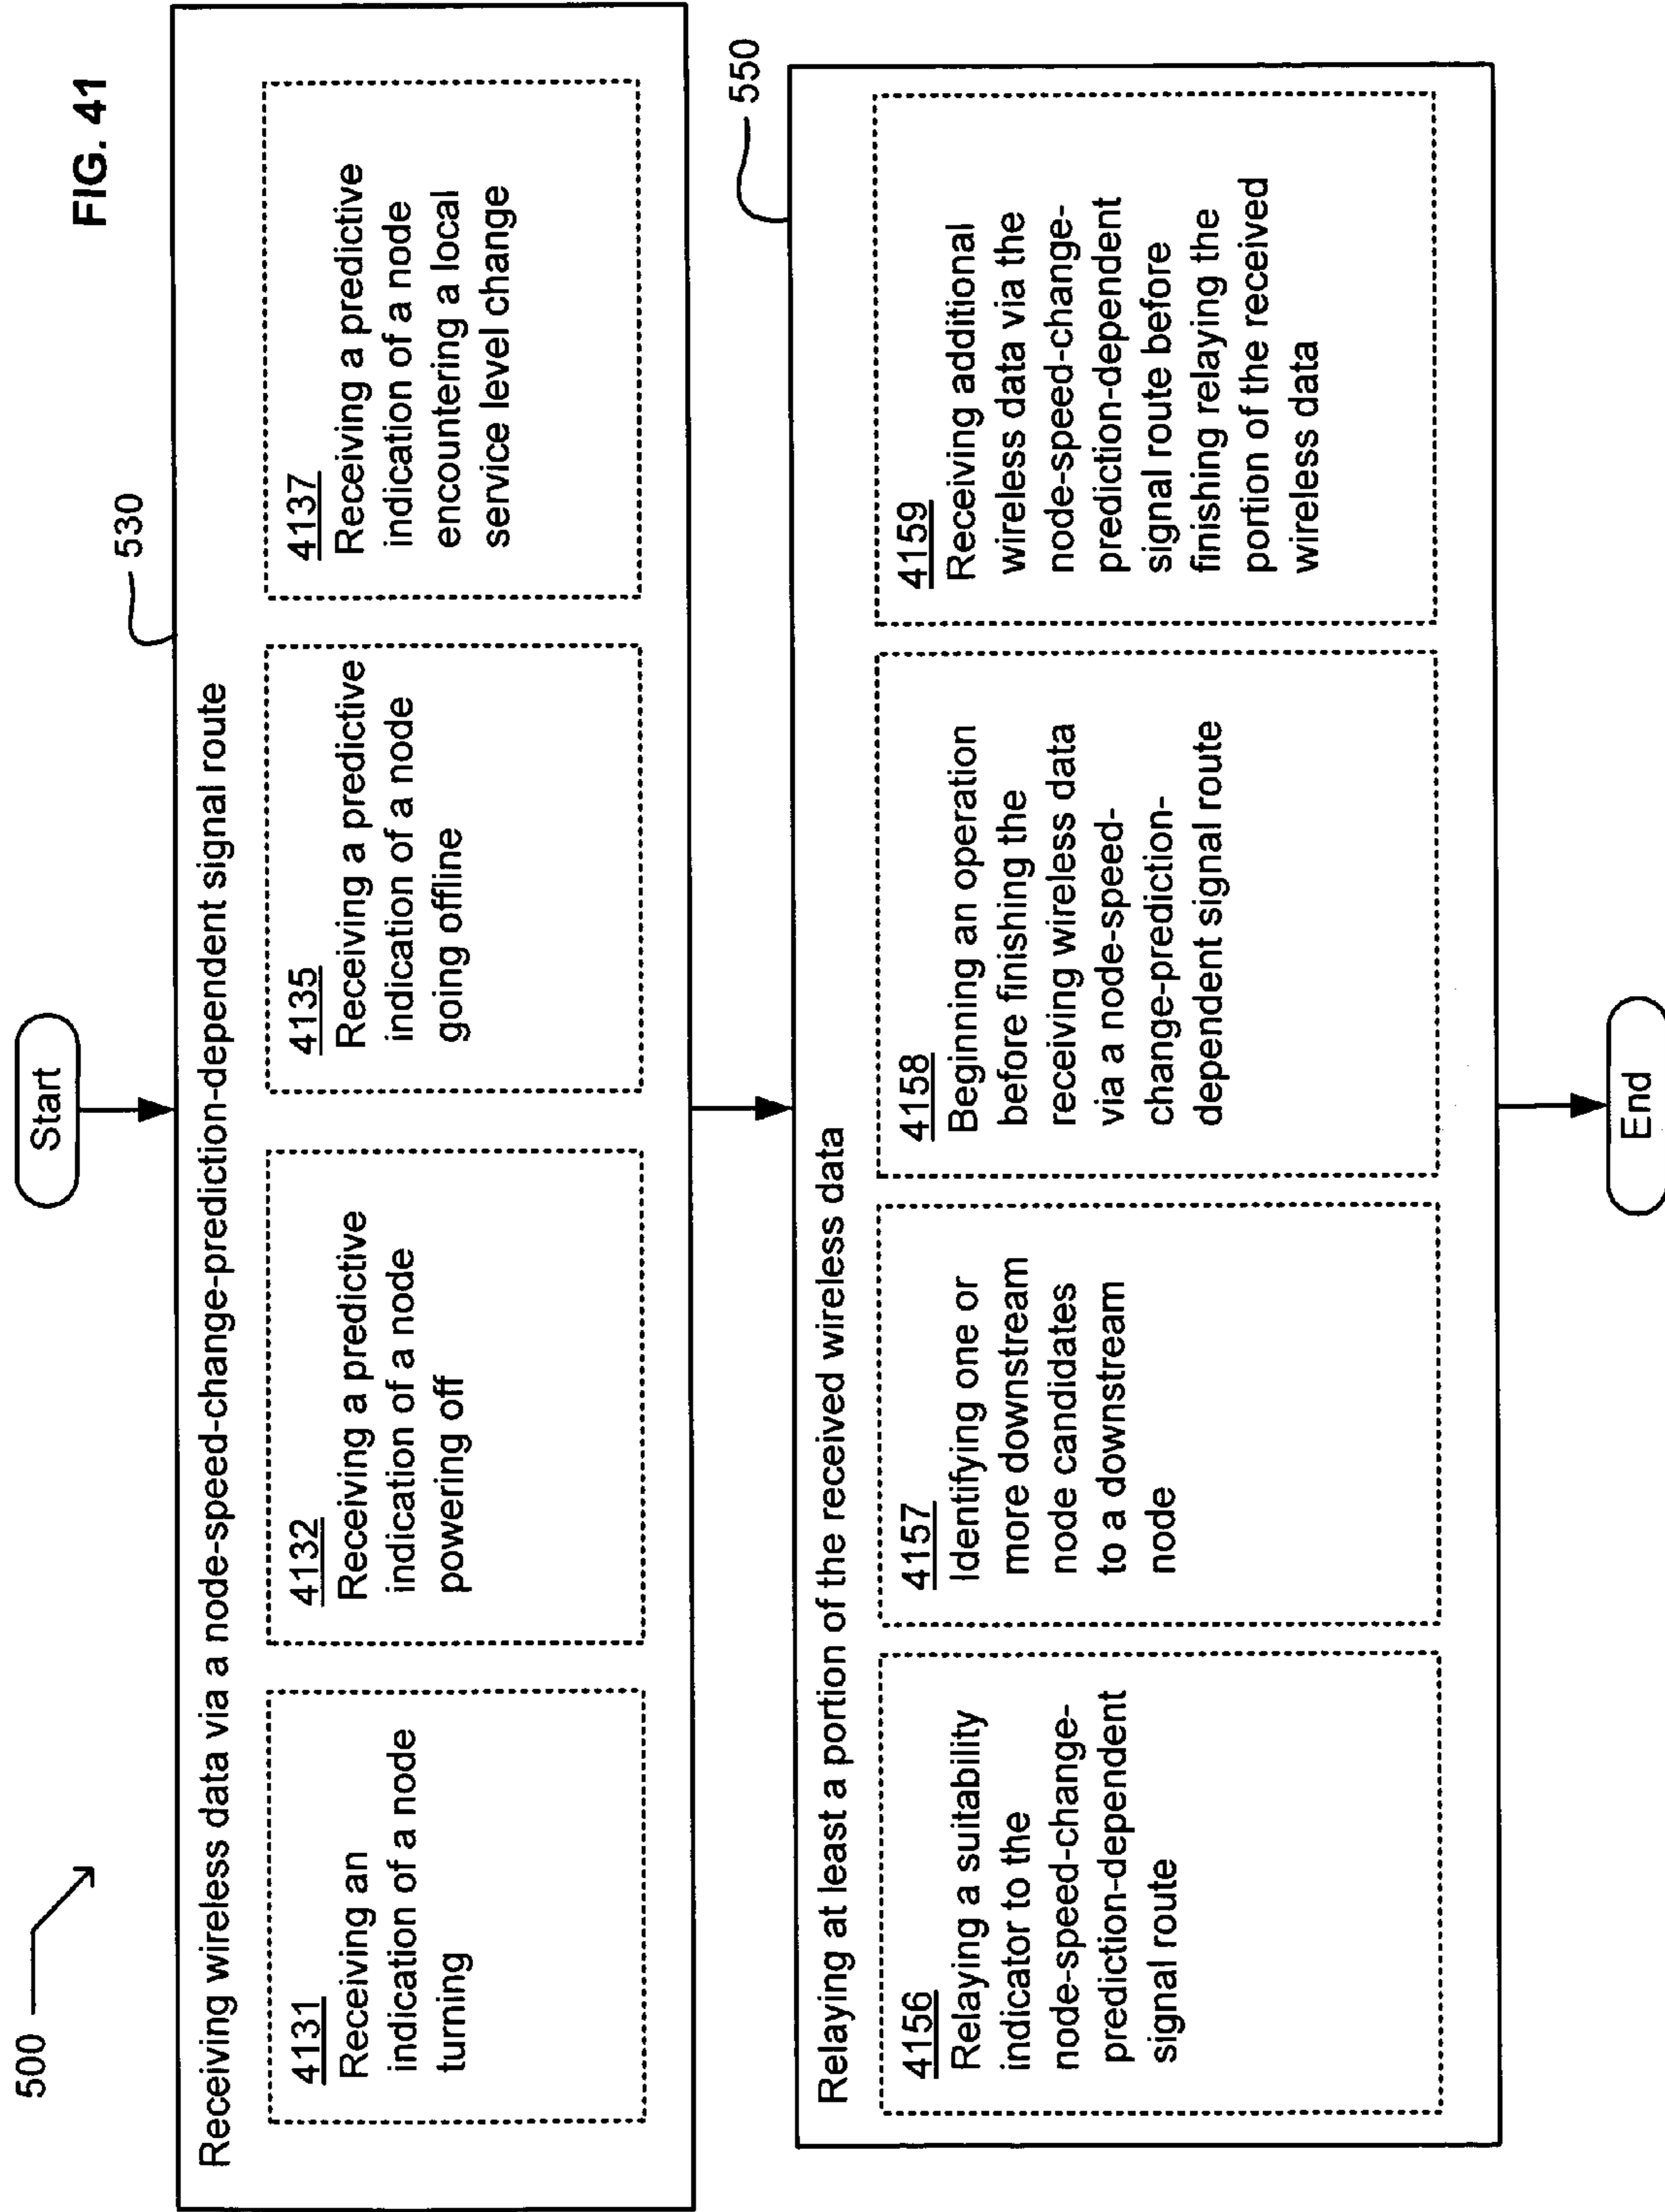 FIG. 41
500
Start
530
Receiving wireless data via a node-speed-change-prediction-dependent signal route
4131
Receiving an
indication of a node
turning
4132
Receiving a predictive
indication of a node
powering off
4135
Receiving a predictive
indication of a node
going offline
4137
Receiving a predictive
indication of a node
encountering a local
service level change
550
Relaying at least a portion of the received wireless data
4156
Relaying a suitability
indicator to the
node-speed-change-
prediction-dependent
signal route
4157
Identifying one or
more downstream
node candidates
to a downstream
node
4158
Beginning an operation
before finishing the
receiving wireless data
via a node-speed-
change-prediction-
dependent signal route
4159
Receiving additional
wireless data via the
node-speed-change-
prediction-dependent
signal route before
finishing relaying the
portion of the received
wireless data
End